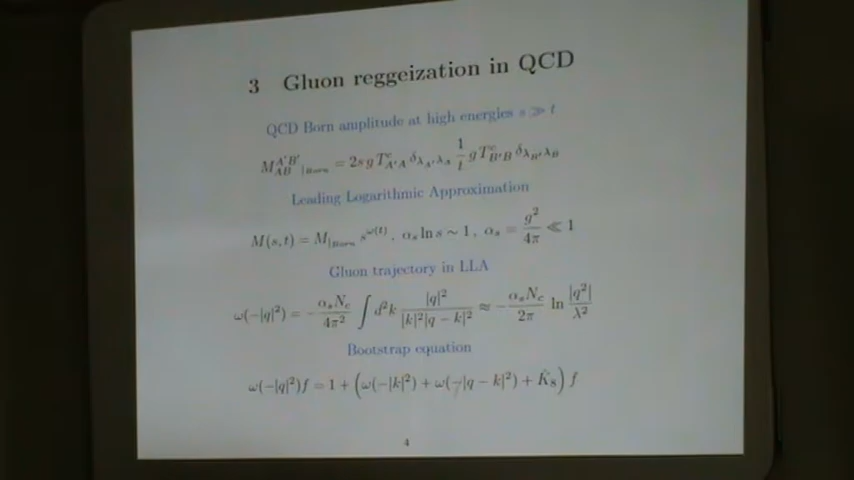 3 Gluon reggeization in QCD
QCD Born amplitude at high energies s ≫ t
M_{AB}^{A'B'}|_{Born} = 2s g T^c_{A'A} δ_{λ_{A'}λ_A} \frac{1}{t} g T^c_{B'B} δ_{λ_{B'}λ_B}
Leading Logarithmic Approximation
M(s,t) = M_{|Born} s^{ω(t)}, α_s ln s ∼ 1, α_s = \frac{g^2}{4π} ≪ 1
Gluon trajectory in LLA
ω(−|q|^2) = −\frac{α_s N_c}{4π^2} ∫ d^2k \frac{|q|^2}{|k|^2|q − k|^2} ≈ −\frac{α_s N_c}{2π} ln \frac{|q^2|}{λ^2}
Bootstrap equation
ω(−|q|^2)f = 1 + (ω(−|k|^2) + ω(−|q − k|^2) + \hat{K}_8) f
4